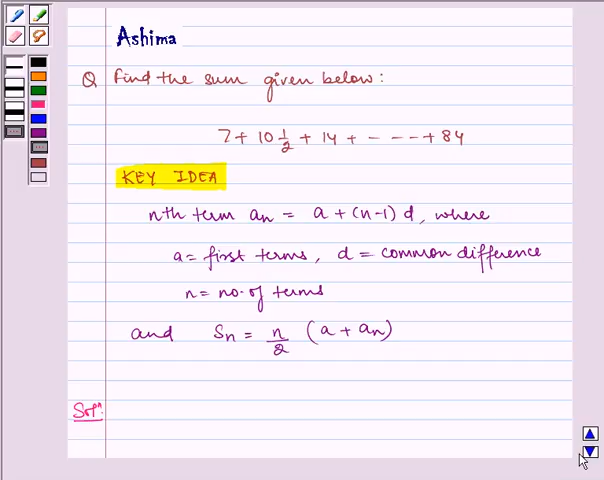 Ashima
Q Find the sum given below:
7 + 10 1/2 + 14 + - - - - + 84
KEY IDEA
nth term an = a + (n-1) d, where
a = first terms, d = common difference
n = no. of terms
and Sn = n/2 (a + an)
Solⁿ: